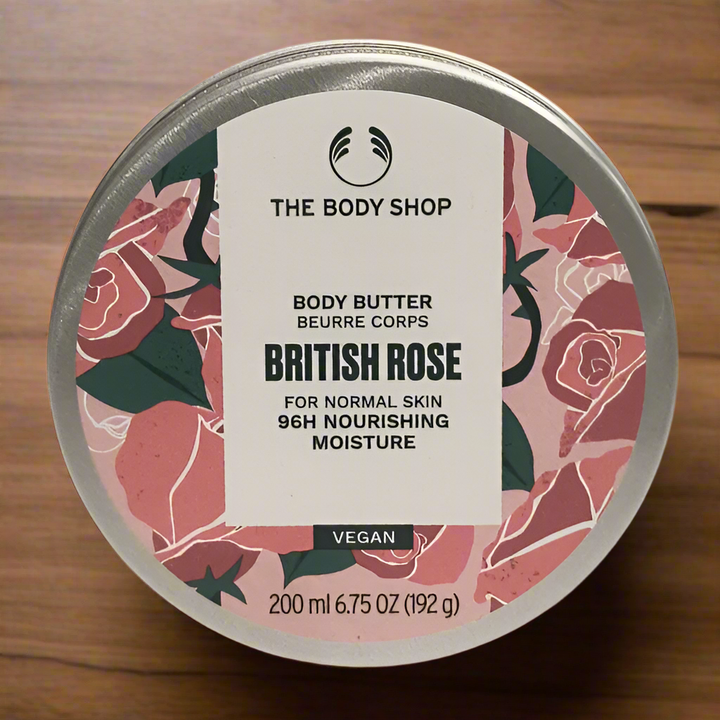 THE BODY SHOP
BODY BUTTER
BEURRE CORPS
BRITISH ROSE
FOR NORMAL SKIN
96H NOURISHING
MOISTURE
VEGAN
200 ml 6.75 OZ (192 g)